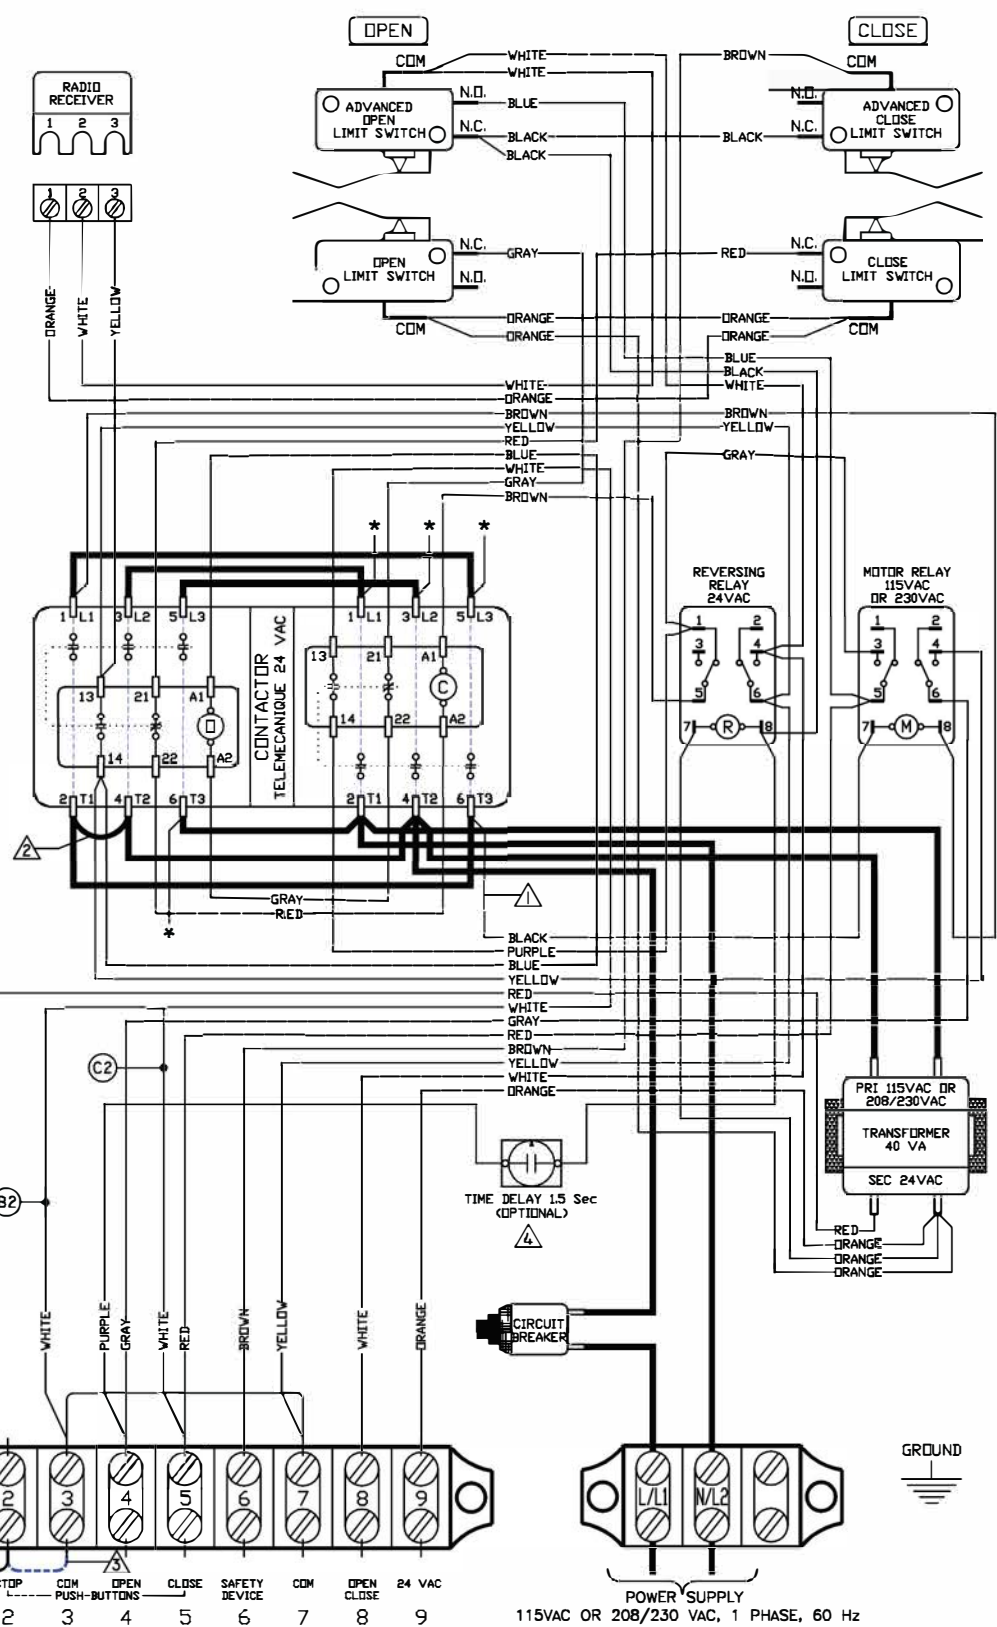 OPEN
CLOSE
COM
WHITE
BROWN
COM
WHITE
RADIO
RECEIVER
1 2 3
N.O.
BLUE
N.O.
ADVANCED
OPEN
LIMIT SWITCH
ADVANCED
CLOSE
LIMIT SWITCH
N.C.
BLACK
BLACK
N.C.
BLACK
1 2 3
N.C.
GRAY
RED
N.C.
OPEN
LIMIT SWITCH
CLOSE
LIMIT SWITCH
N.O.
N.O.
ORANGE
WHITE
YELLOW
COM
ORANGE
ORANGE
COM
ORANGE
ORANGE
BLUE
BLACK
WHITE
WHITE
ORANGE
BROWN
BROWN
YELLOW
YELLOW
RED
BLUE
GRAY
WHITE
GRAY
BROWN
* * *
REVERSING
RELAY
24VAC
MOTOR RELAY
115VAC
OR 230VAC
1 L1 3 L2 5 L3
1 L1 3 L2 5 L3
CONTACTOR
TELEMECANIQUE 24 VAC
13 21 A1
C
14 22 A2
13 21 A1
O
14 22 A2
1 2
3 4
5 6
7 R 8
1 2
3 4
5 6
7 M 8
2 T1 4 T2 6 T3
2 T1 4 T2 6 T3
2
GRAY
RED
1
*
BLACK
PURPLE
BLUE
YELLOW
RED
WHITE
GRAY
RED
BROWN
YELLOW
WHITE
ORANGE
C2
PRI 115VAC OR
208/230VAC
TRANSFORMER
40 VA
SEC 24VAC
B2
TIME DELAY 1.5 Sec
(OPTIONAL)
4
RED
ORANGE
ORANGE
ORANGE
WHITE
PURPLE
GRAY
WHITE
RED
BROWN
YELLOW
WHITE
ORANGE
CIRCUIT
BREAKER
GROUND
2 3 4 5 6 7 8 9
L/L1 N/L2
3
TOP
COM
OPEN
CLOSE
PUSH-BUTTONS
SAFETY
DEVICE
COM
OPEN
CLOSE
24 VAC
2 3 4 5 6 7 8 9
POWER SUPPLY
115VAC OR 208/230 VAC, 1 PHASE, 60 Hz